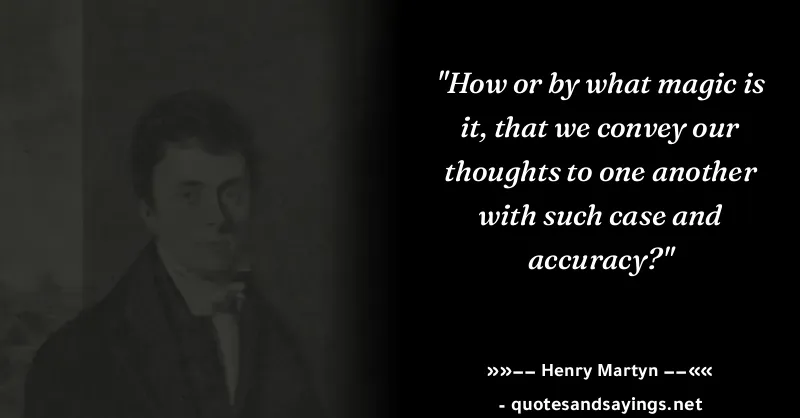 "How or by what magic is
it, that we convey our
thoughts to one another
with such case and
accuracy?"
»»−− Henry Martyn −−««
- quotesandsayings.net